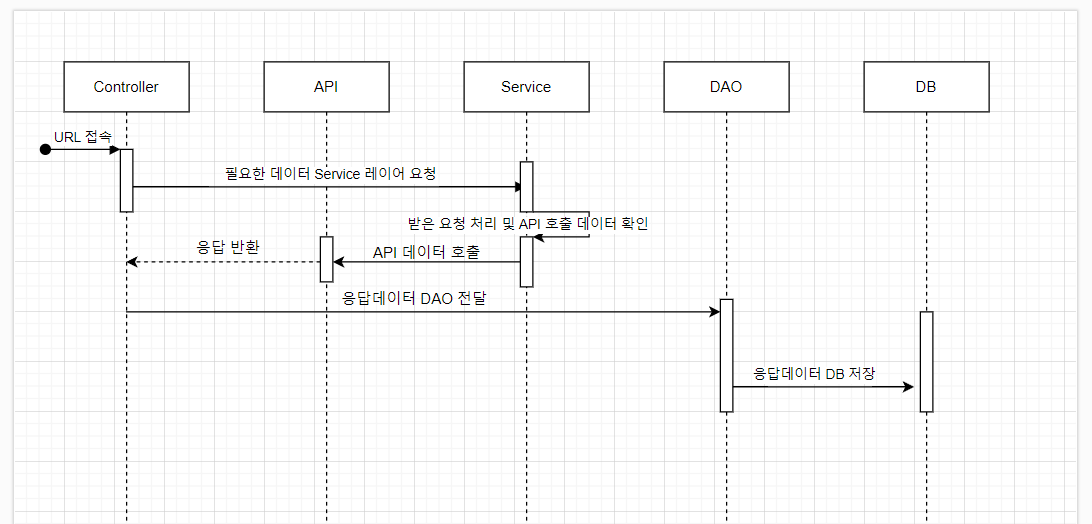 Controller
API
Service
DAO
DB
URL 접속
필요한 데이터 Service 레이어 요청
받은 요청 처리 및 API 호출 데이터 확인
응답 반환
API 데이터 호출
응답데이터 DAO 전달
응답데이터 DB 저장